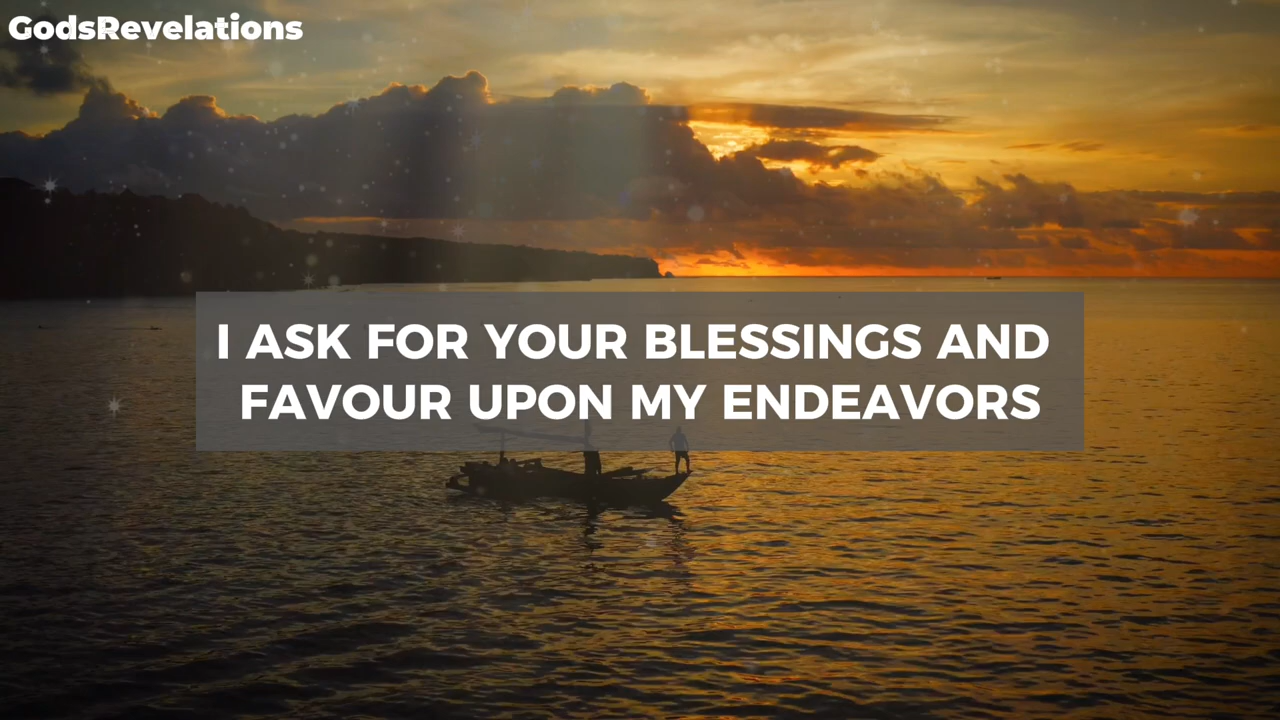 GodsRevelations
I ASK FOR YOUR BLESSINGS AND
FAVOUR UPON MY ENDEAVORS